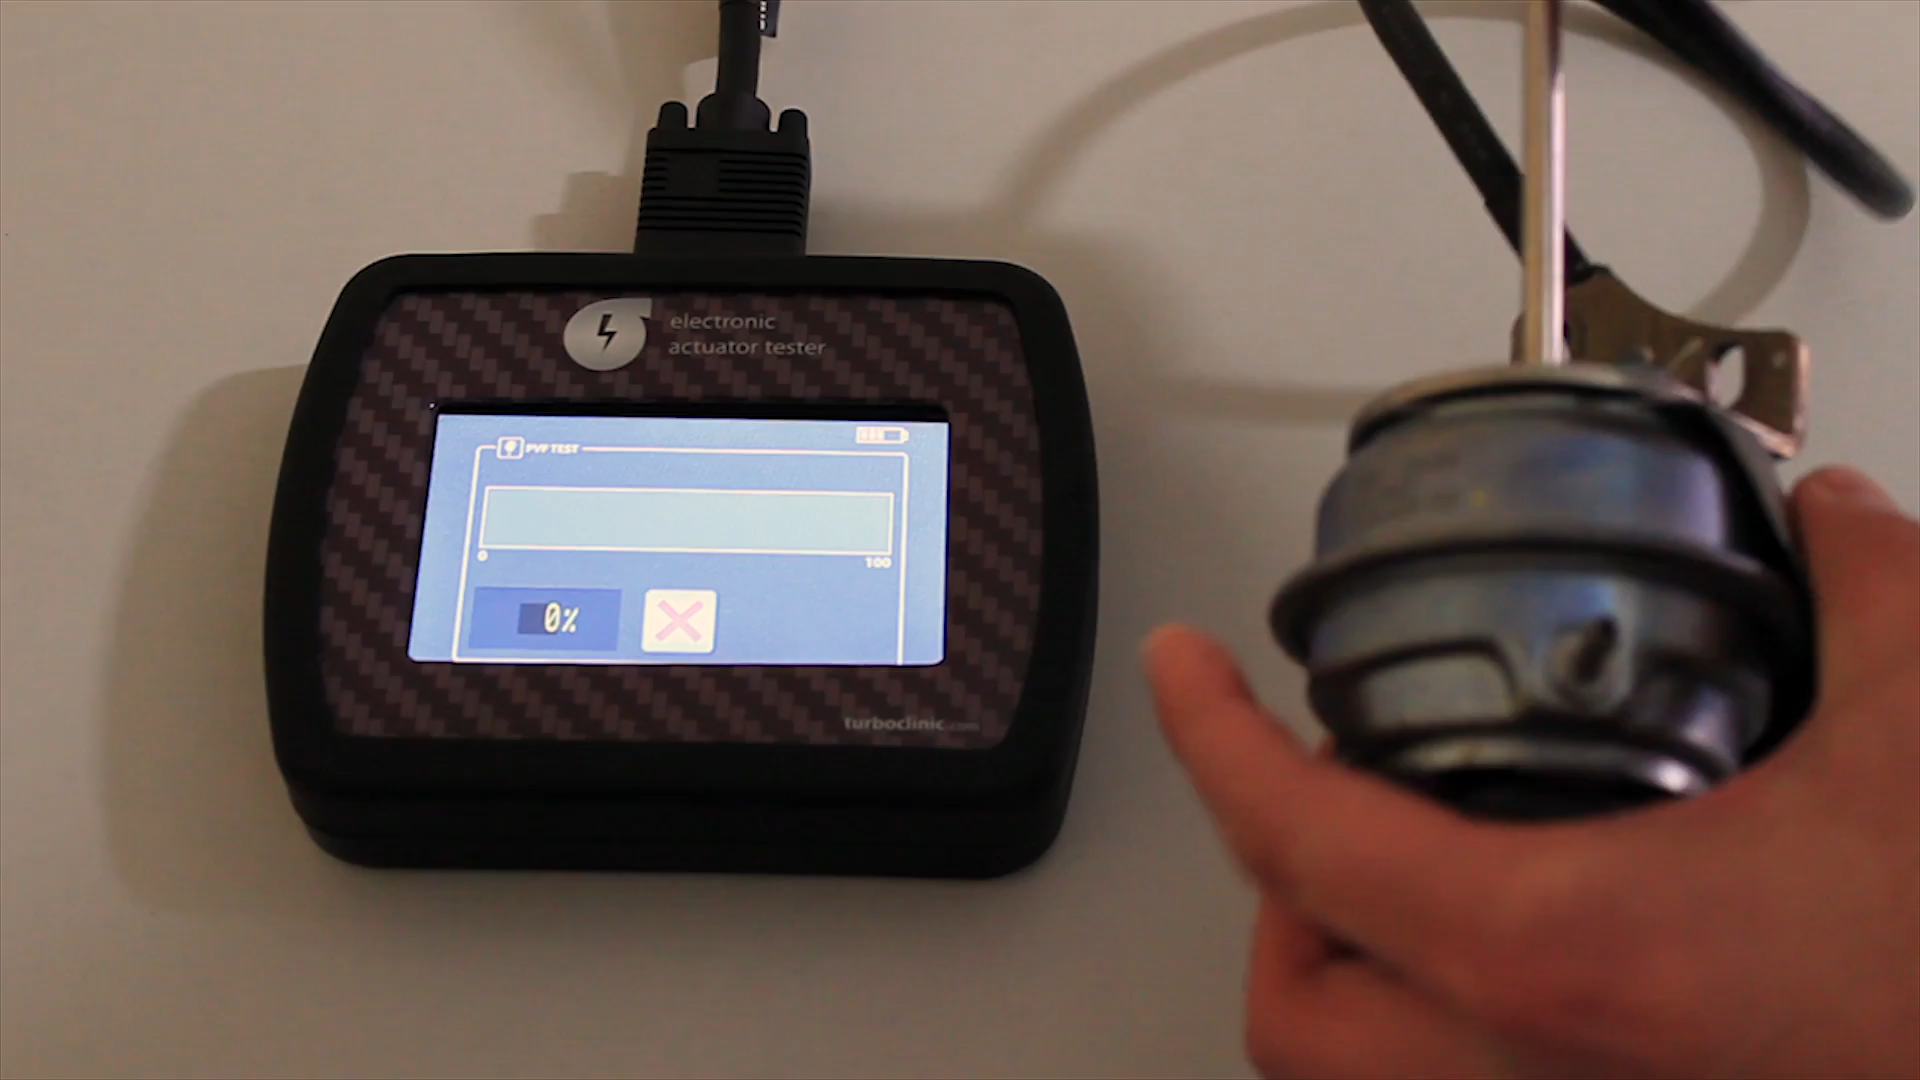 electronic
actuator tester
PVF TEST
0
100
0%
turboclinic.com